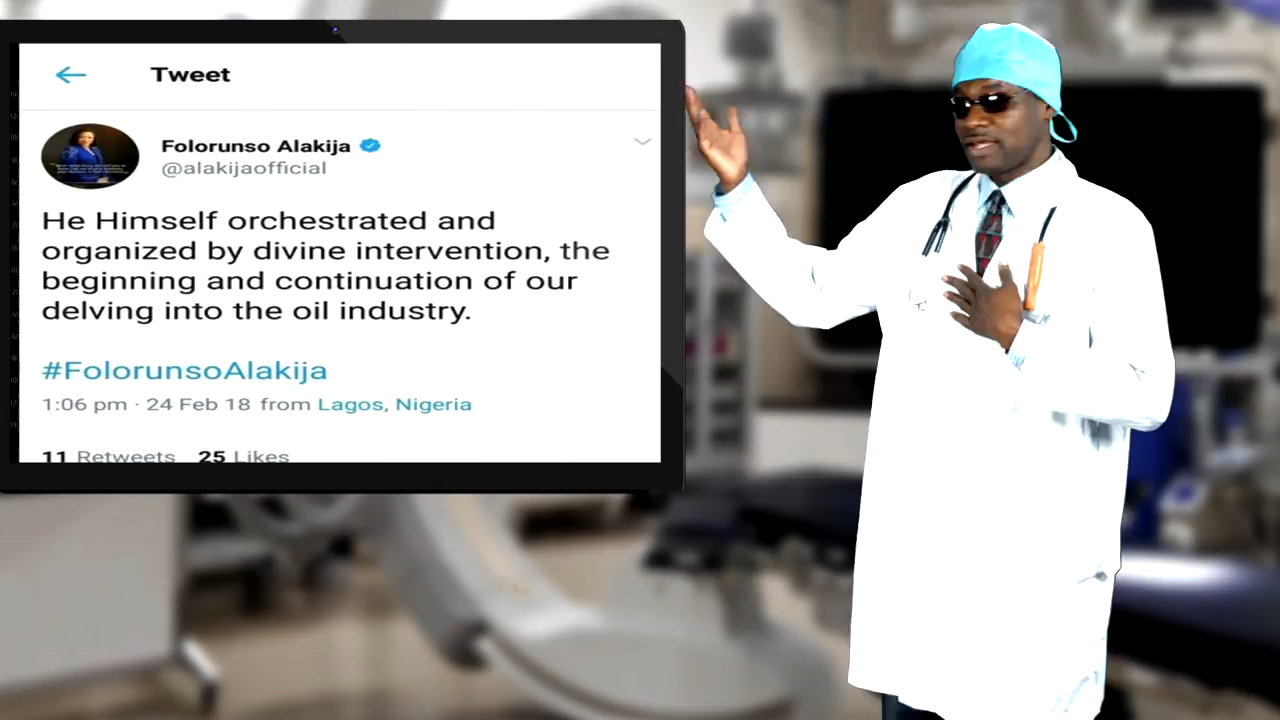 Tweet
Folorunso Alakija
@alakijaofficial
He Himself orchestrated and
organized by divine intervention, the
beginning and continuation of our
delving into the oil industry.
#FolorunsoAlakija
1:06 pm · 24 Feb 18 from Lagos, Nigeria
11 Retweets 25 Likes